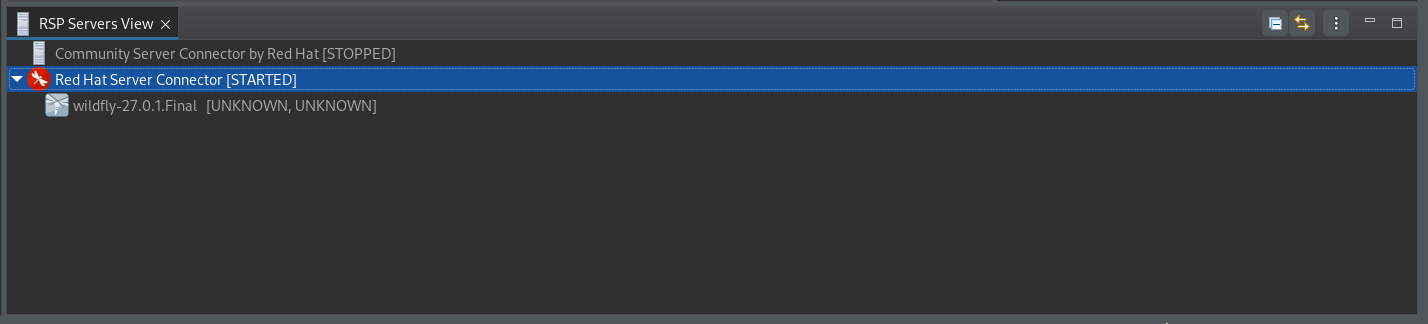 RSP Servers View
Community Server Connector by Red Hat [STOPPED]
Red Hat Server Connector [STARTED]
wildfly-27.0.1.Final [UNKNOWN, UNKNOWN]